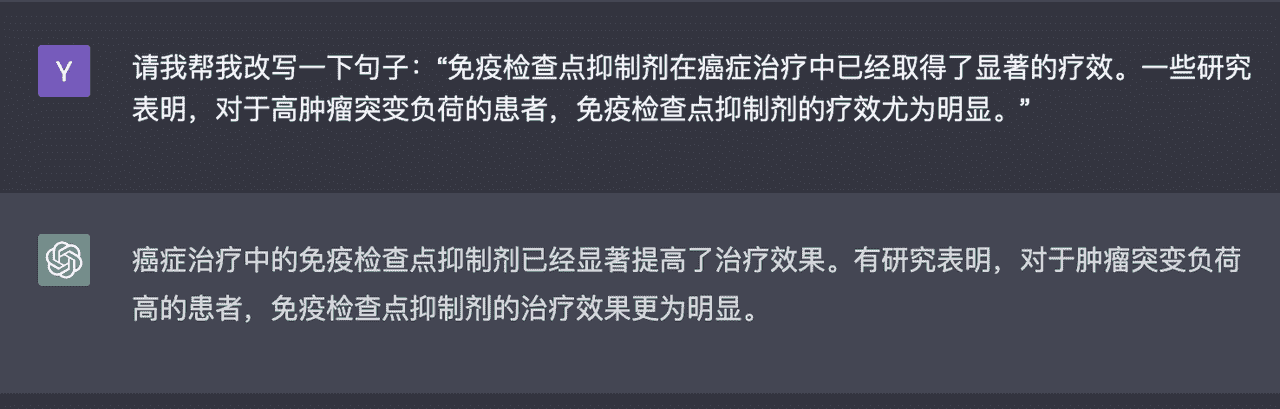 Y
请我帮我改写一下句子：“免疫检查点抑制剂在癌症治疗中已经取得了显著的疗效。一些研究
表明，对于高肿瘤突变负荷的患者，免疫检查点抑制剂的疗效尤为明显。”
癌症治疗中的免疫检查点抑制剂已经显著提高了治疗效果。有研究表明，对于肿瘤突变负荷
高的患者，免疫检查点抑制剂的治疗效果更为明显。